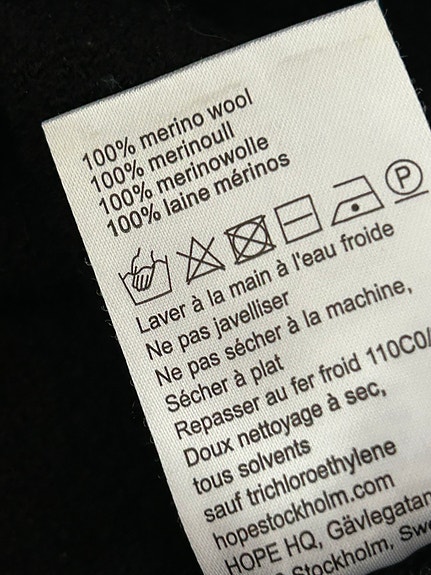 100% merino wool
100% merinoull
100% merinowolle
100% laine mérinos
P
Laver à la main à l'eau froide
Ne pas javelliser
Ne pas sécher à la machine,
Sécher à plat
Repasser au fer froid 110C0/
Doux nettoyage à sec,
tous solvents
sauf trichloroethylene
hopestockholm.com
HOPE HQ, Gävlegatan
Stockholm, Swe